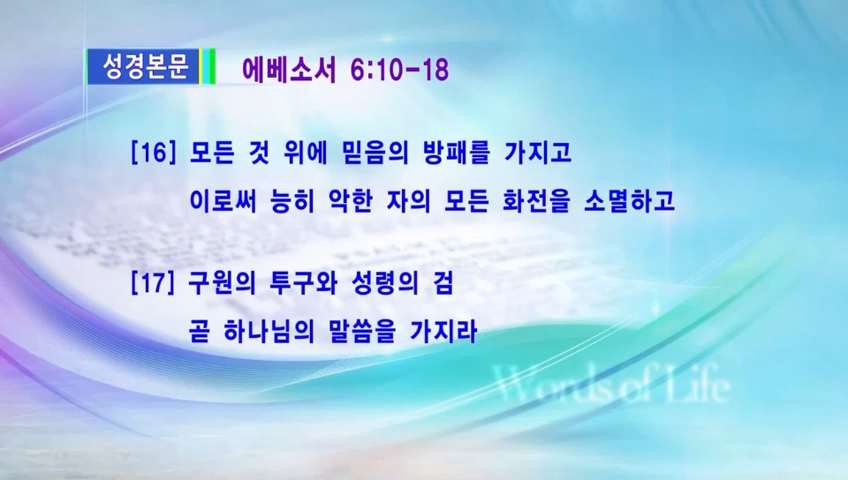 성경본문 에베소서 6:10-18
[16] 모든 것 위에 믿음의 방패를 가지고
이로써 능히 악한 자의 모든 화전을 소멸하고
[17] 구원의 투구와 성령의 검
곧 하나님의 말씀을 가지라
Words of Life